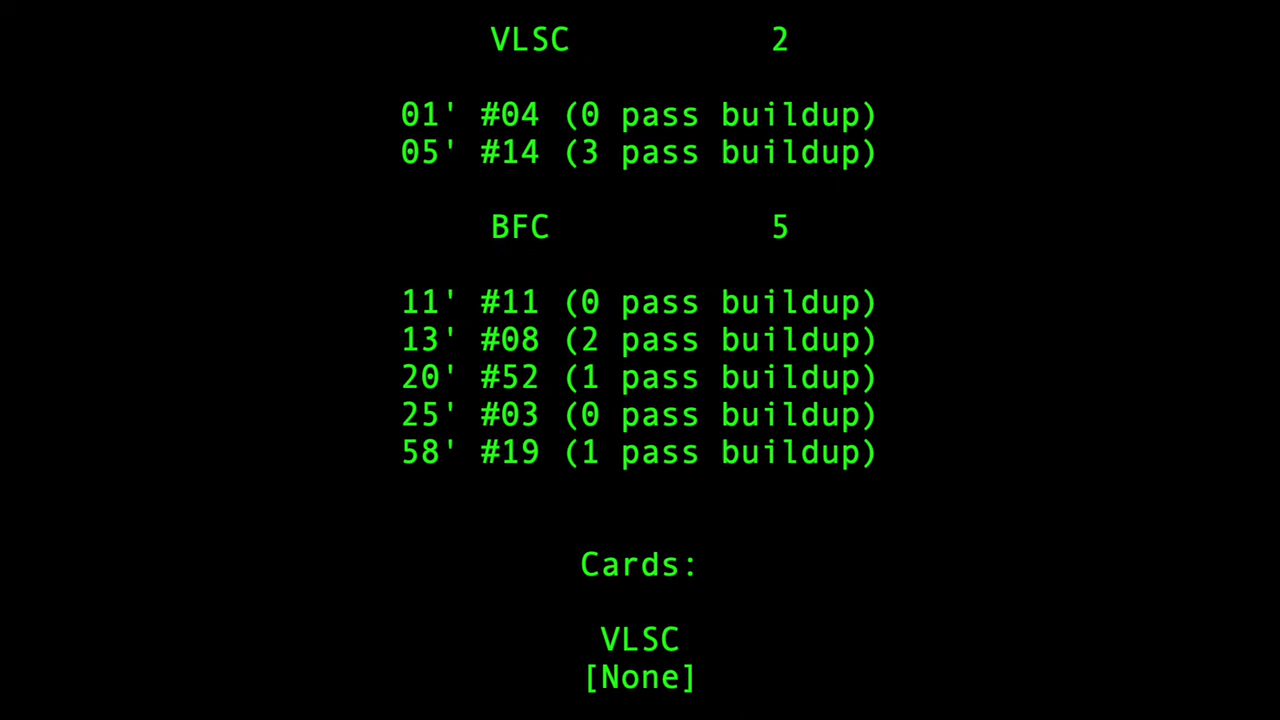 VLSC 2
01' #04 (0 pass buildup)
05' #14 (3 pass buildup)
BFC 5
11' #11 (0 pass buildup)
13' #08 (2 pass buildup)
20' #52 (1 pass buildup)
25' #03 (0 pass buildup)
58' #19 (1 pass buildup)
Cards:
VLSC
[None]